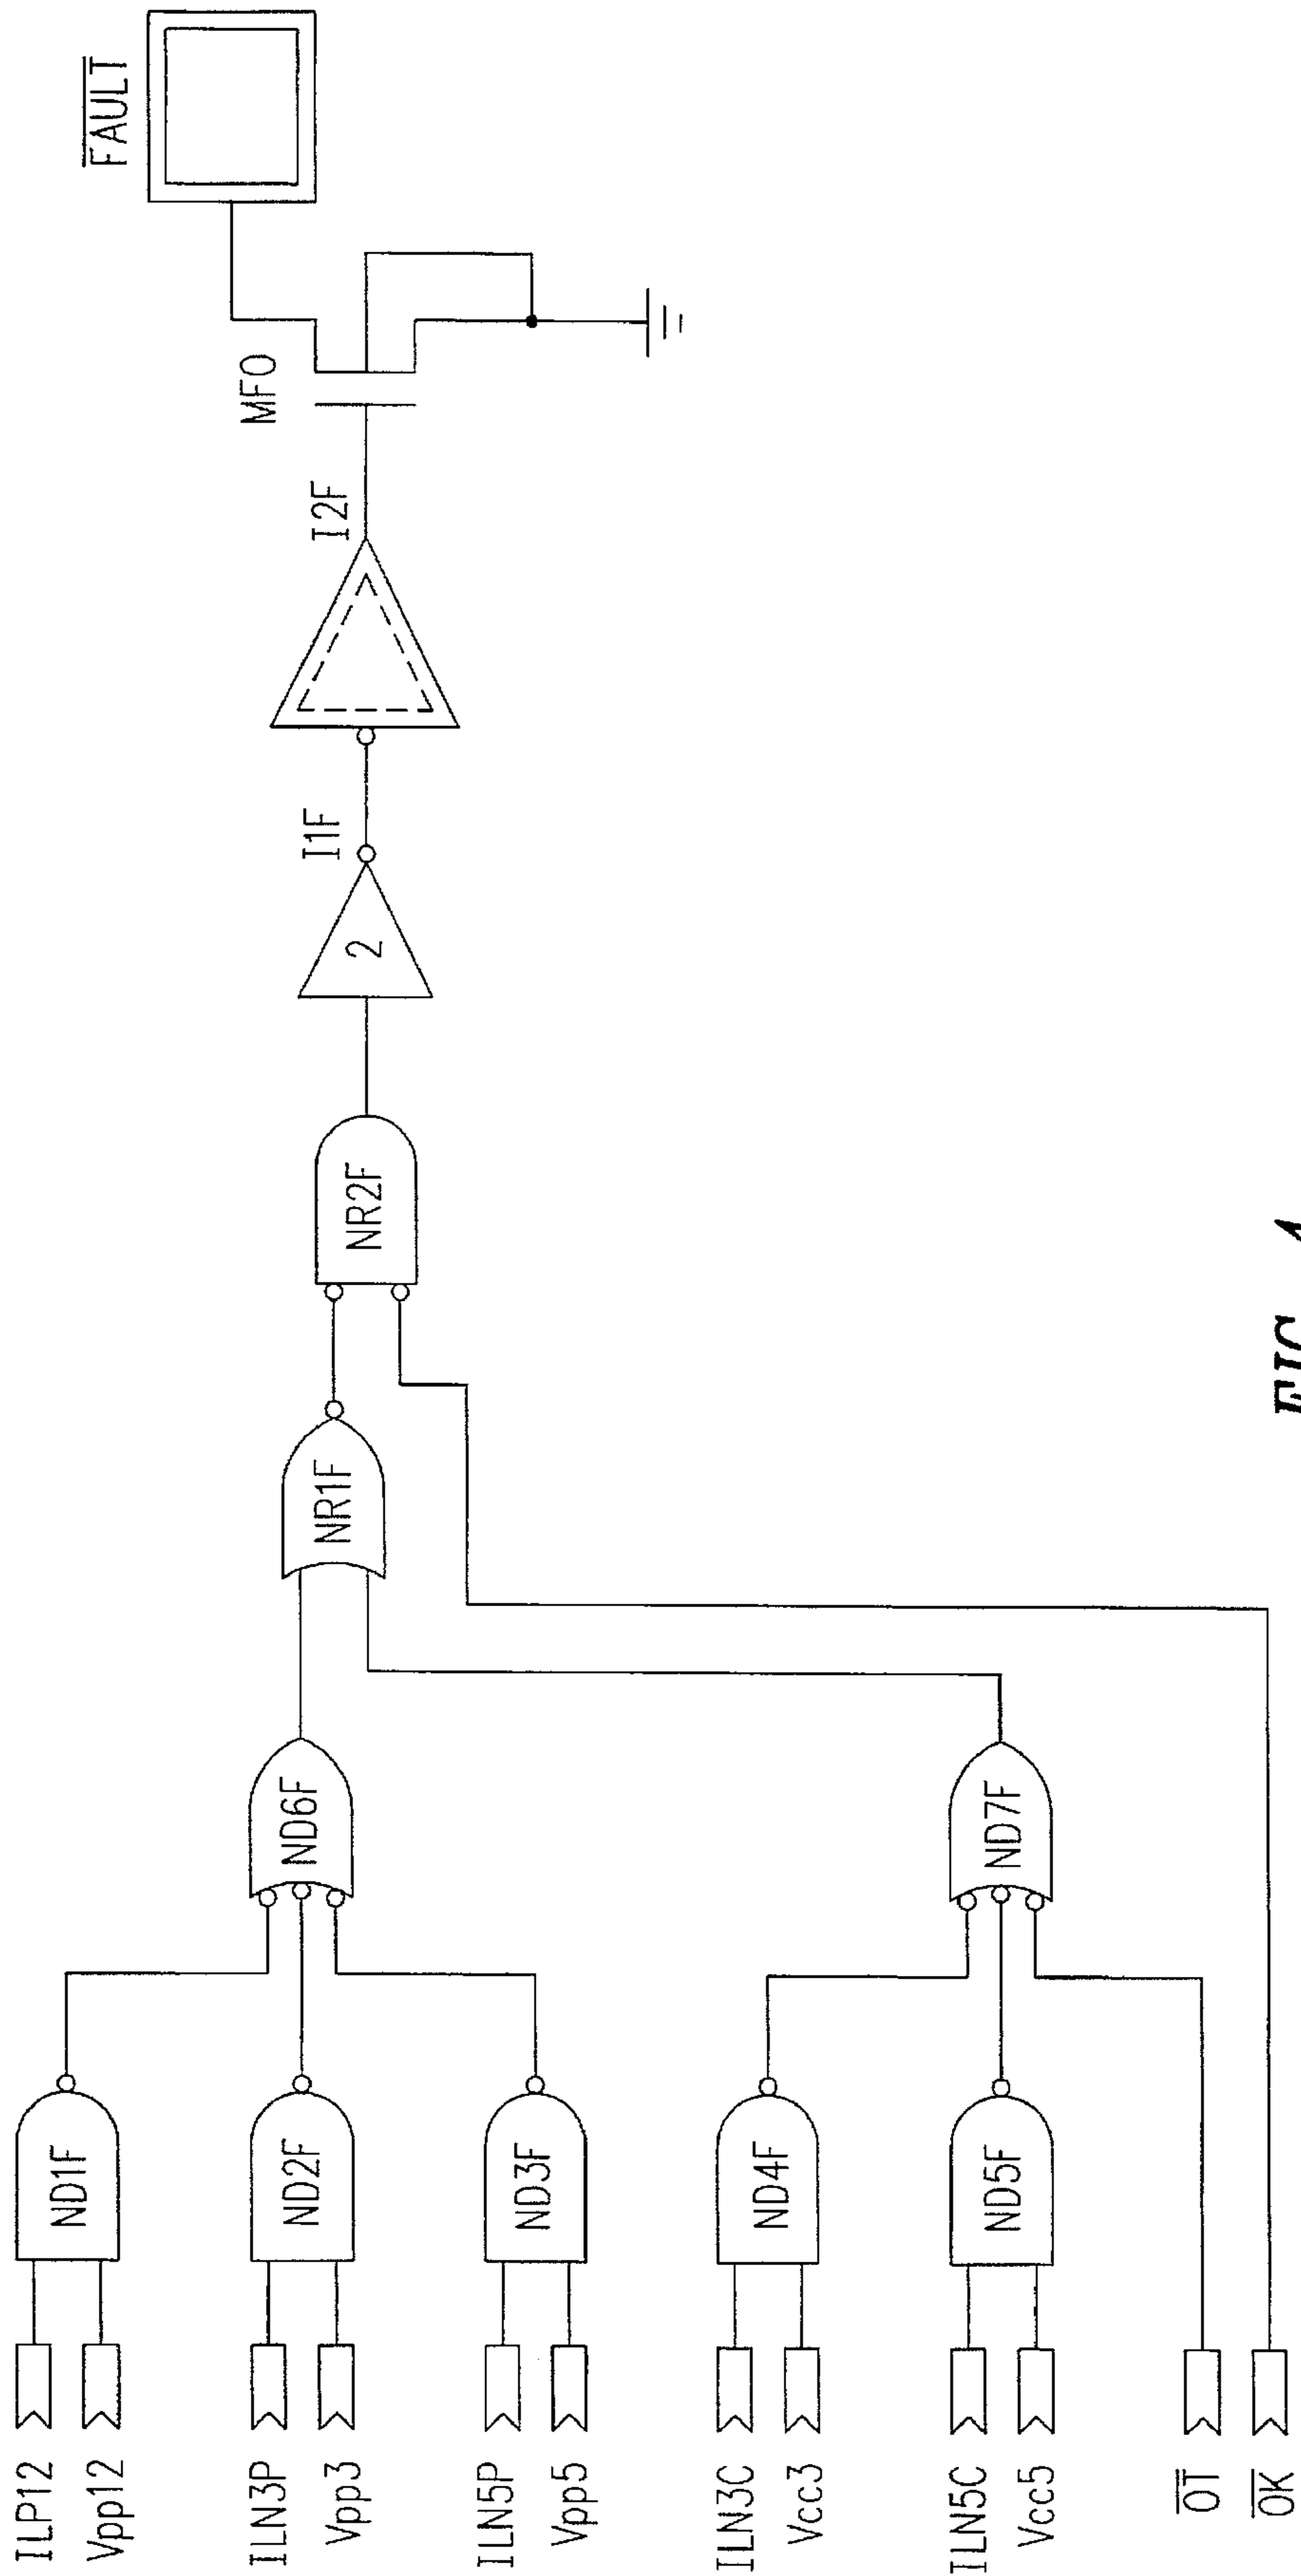 ILP12
Vpp12
ILN3P
Vpp3
ILN5P
Vpp5
ILN3C
Vcc3
ILN5C
Vcc5
OT
OK
ND1F
ND2F
ND3F
ND4F
ND5F
ND6F
ND7F
NR1F
NR2F
2
I1F
I2F
MFO
FAULT